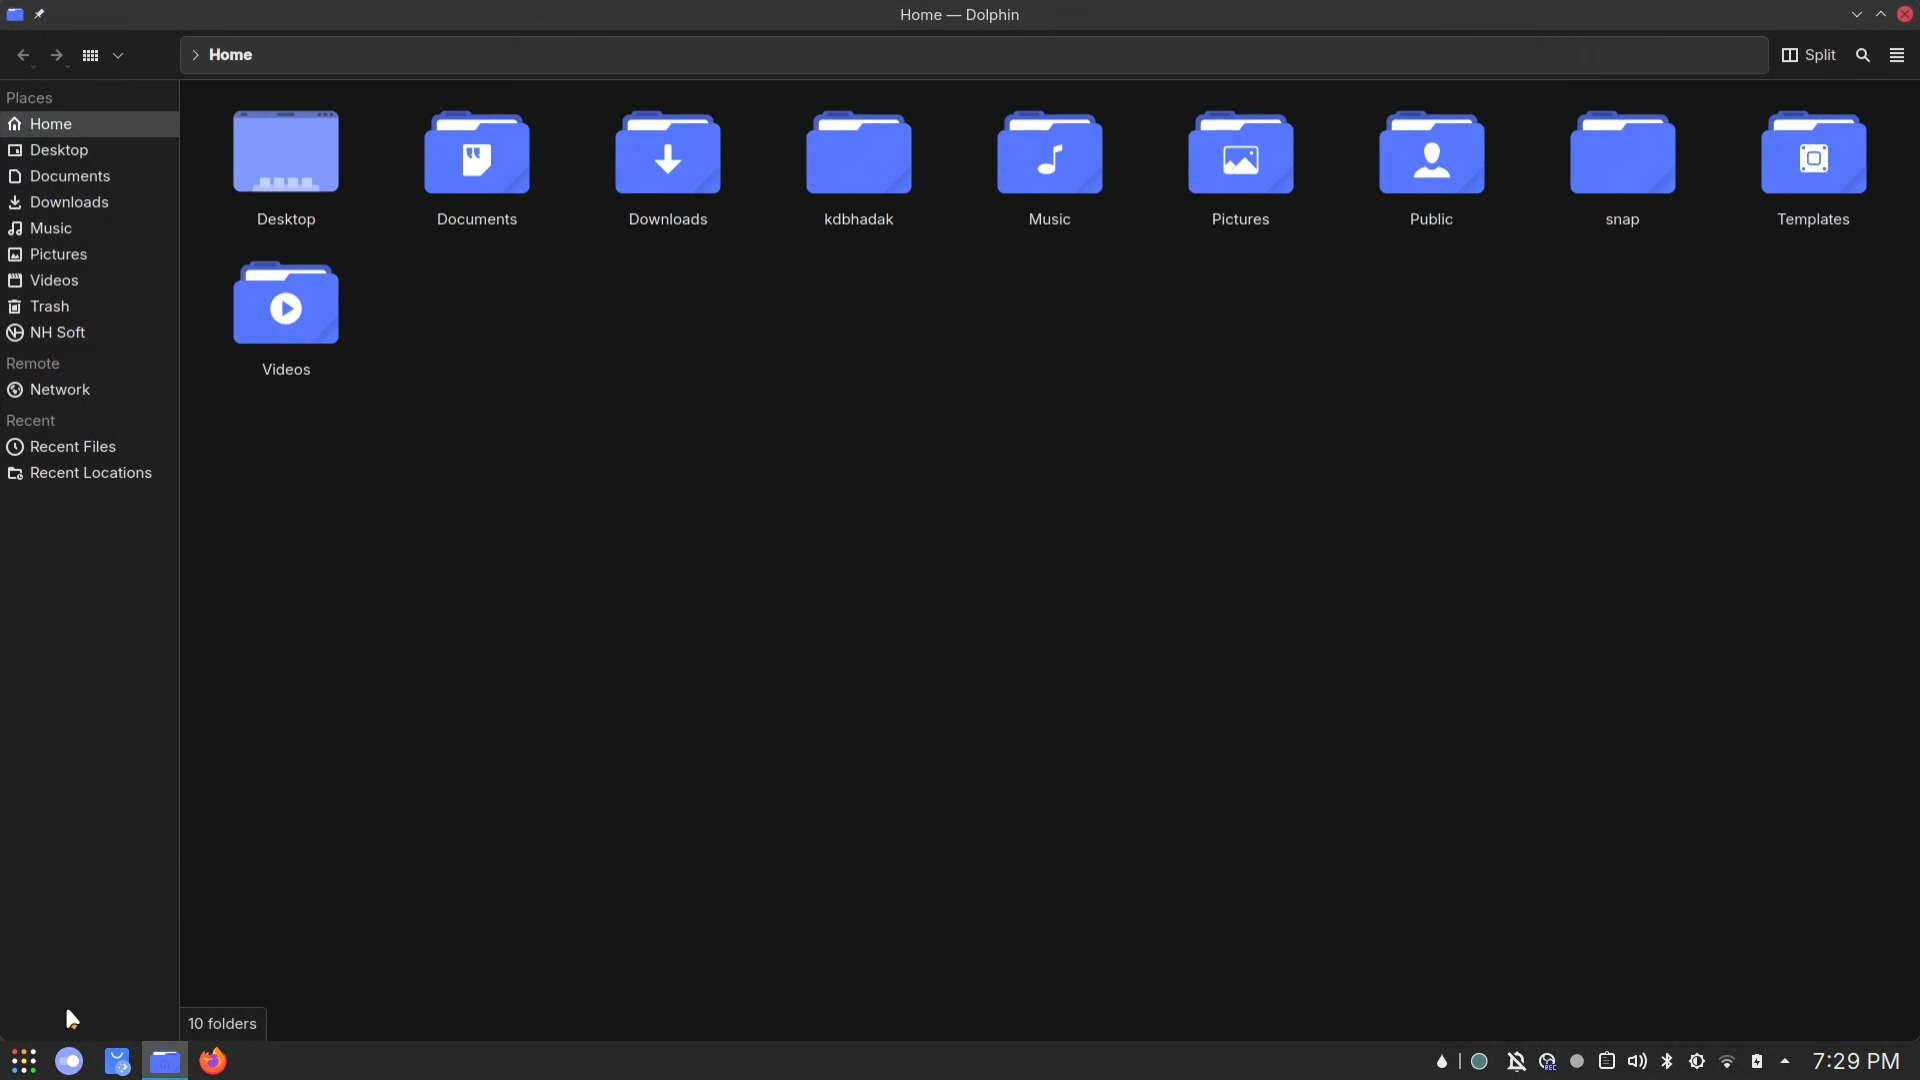 Home — Dolphin
Home
Split
Places
Home
Desktop
Documents
Downloads
Music
Pictures
Videos
Trash
NH Soft
Remote
Network
Recent
Recent Files
Recent Locations
Desktop
Documents
Downloads
kdbhadak
Music
Pictures
Public
snap
Templates
Videos
10 folders
REC
7:29 PM